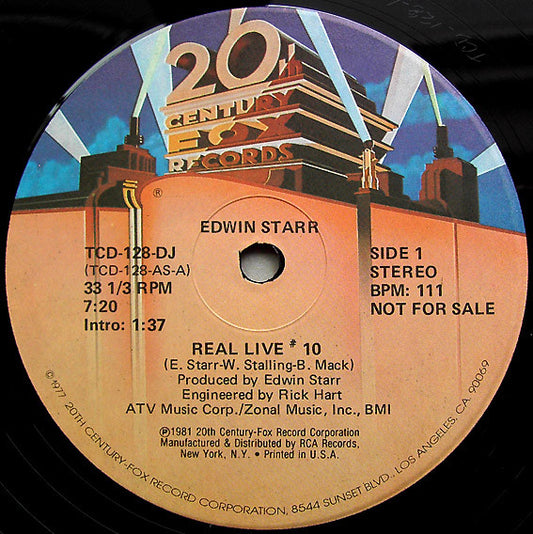 TCD-128-A
20th
CENTURY
FOX
RECORDS
®
EDWIN STARR
TCD-128-DJ
(TCD-128-AS-A)
33 1/3 RPM
7:20
Intro: 1:37
SIDE 1
STEREO
BPM: 111
NOT FOR SALE
REAL LIVE # 10
(E. Starr-W. Stalling-B. Mack)
Produced by Edwin Starr
Engineered by Rick Hart
ATV Music Corp./Zonal Music, Inc., BMI
℗1981 20th Century-Fox Record Corporation
Manufactured & Distributed by RCA Records,
New York, N.Y. • Printed in U.S.A.
©1977 20TH CENTURY-FOX RECORD CORPORATION, 8544 SUNSET BLVD., LOS ANGELES, CA. 90069